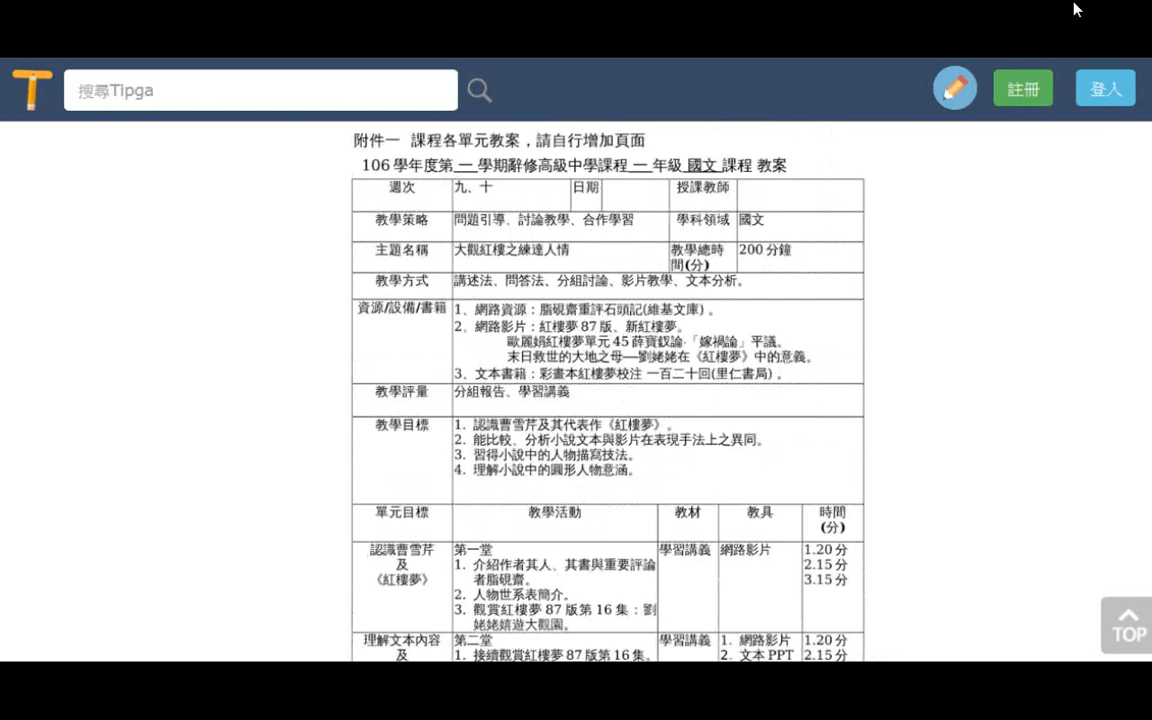 T
搜尋Tipga
註冊
登入
附件一 課程各單元教案，請自行增加頁面
106 學年度第 一 學期辭修高級中學課程 一 年級 國文 課程 教案
週次 九、十 日期 授課教師
教學策略 問題引導、討論教學、合作學習 學科領域 國文
主題名稱 大觀紅樓之練達人情 教學總時間(分) 200 分鐘
教學方式 講述法、問答法、分組討論、影片教學、文本分析。
資源/設備/書籍 1、網路資源：脂硯齋重評石頭記(維基文庫) 。
2、網路影片：紅樓夢 87 版、新紅樓夢。
歐麗娟紅樓夢單元 45 薛寶釵論-「嫁禍論」平議。
末日救世的大地之母──劉姥姥在《紅樓夢》中的意義。
3、文本書籍：彩畫本紅樓夢校注 一百二十回(里仁書局) 。
教學評量 分組報告、學習講義
教學目標 1. 認識曹雪芹及其代表作《紅樓夢》。
2. 能比較、分析小說文本與影片在表現手法上之異同。
3. 習得小說中的人物描寫技法。
4. 理解小說中的圓形人物意涵。
單元目標 教學活動 教材 教具 時間(分)
認識曹雪芹 第一堂 學習講義 網路影片 1.20 分
及 1. 介紹作者其人、其書與重要評論 2.15 分
《紅樓夢》 者脂硯齋。 3.15 分
2. 人物世系表簡介。
3. 觀賞紅樓夢 87 版第 16 集：劉
姥姥嬉遊大觀園。
理解文本內容 第二堂 學習講義 1. 網路影片 1.20 分
及 1. 接續觀賞紅樓夢 87 版第 16 集。 2. 文本 PPT 2.15 分
TOP